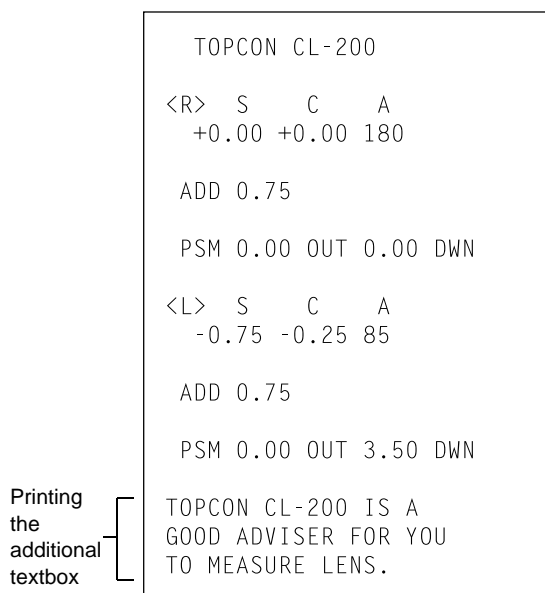 TOPCON CL-200
<R> S C A
+0.00 +0.00 180
ADD 0.75
PSM 0.00 OUT 0.00 DWN
<L> S C A
-0.75 -0.25 85
ADD 0.75
PSM 0.00 OUT 3.50 DWN
Printing
the
additional
textbox
TOPCON CL-200 IS A
GOOD ADVISER FOR YOU
TO MEASURE LENS.